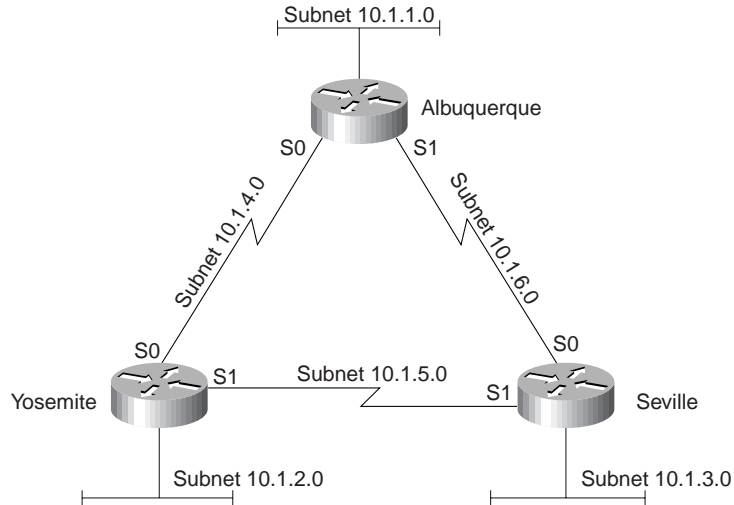 Subnet 10.1.1.0
Albuquerque
S0
S1
Subnet 10.1.4.0
Subnet 10.1.6.0
S0
S0
S1
Subnet 10.1.5.0
S1
Yosemite
Seville
Subnet 10.1.2.0
Subnet 10.1.3.0